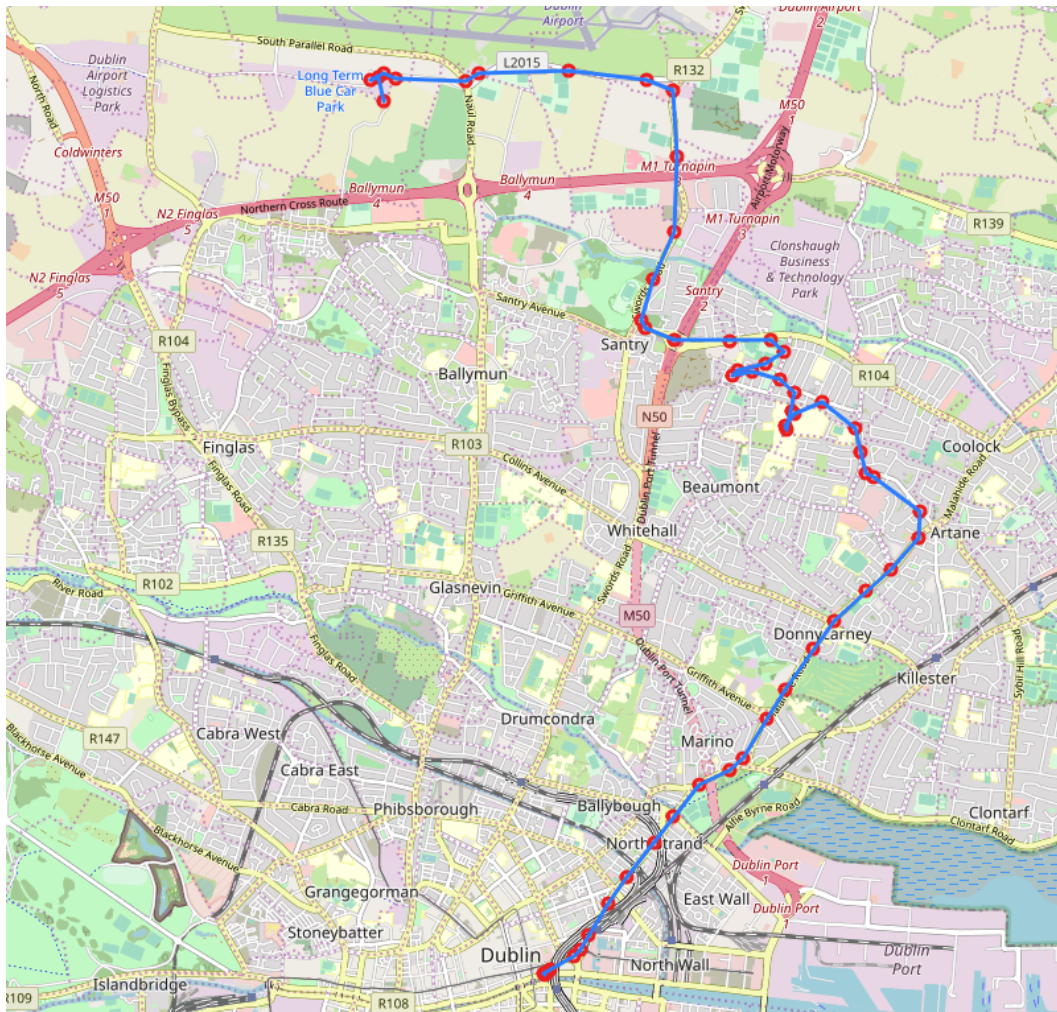 Dublin
Airport
Dublin Airport
2
South Parallel Road
Dublin
Airport
Logistics
Park
North Road
Long Term
Blue Car
Park
L2015
R132
Naul Road
M50
1
Airport Motorway
Coldwinters
M1 Turnapin
3
Ballymun
4
Ballymun
4
Northern Cross Route
M50
1
N2 Finglas
5
M1 Turnapin
3
R139
Clonshaugh
Business
& Technology
Park
N2 Finglas
5
Santry
2
Santry Avenue
Santry
R104
R104
Ballymun
Finglas Bypass
N50
Finglas
R103
Collins Avenue
Dublin Port Tunnel
Coolock
Malahide Road
Beaumont
Finglas Road
Whitehall
Artane
R135
R102
River Road
Glasnevin
Griffith Avenue
Swords Road
M50
Donnycarney
Finglas Road
Dublin Port Tunnel
Griffith Avenue
Killester
Sybil Hill Road
Drumcondra
Marino
R147
Cabra West
Blackhorse Avenue
Cabra East
Cabra Road
Phibsborough
Ballybough
Alfie Byrne Road
Clontarf
Clontarf Road
Blackhorse Avenue
North Strand
Dublin Port
1
Grangegorman
East Wall
Dublin Port
1
Stoneybatter
Dublin
North Wall
Dublin
Port
Islandbridge
R109
R108